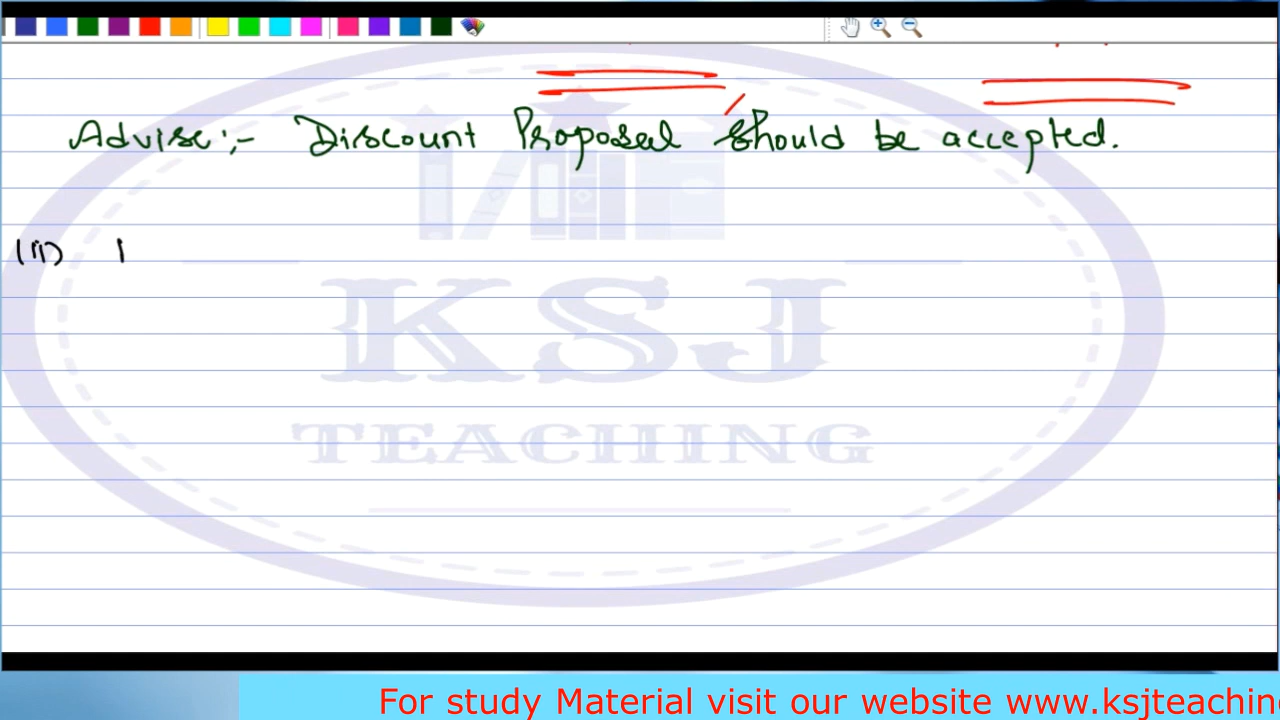 Advise:- Discount Proposal should be accepted.
(ii) I
KSJ
TEACHING
For study Material visit our website www.ksjteachin